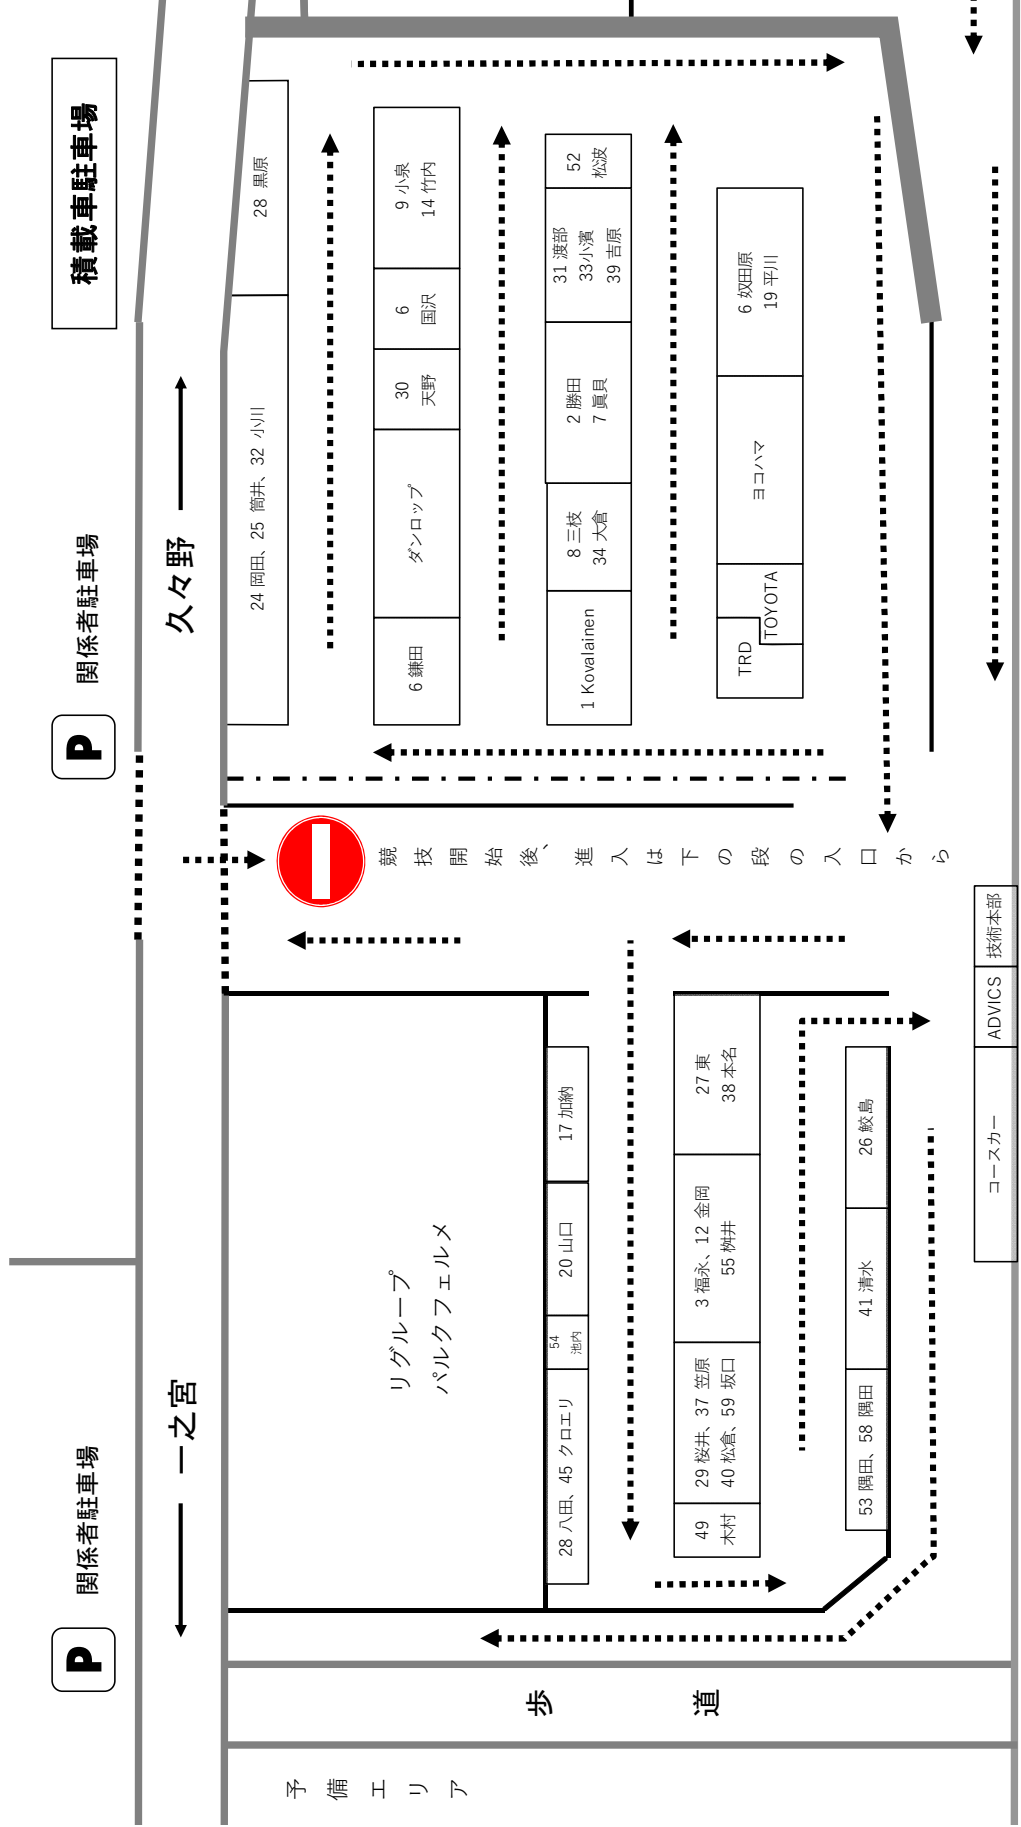 積載車駐車場
P
関係者駐車場
P
関係者駐車場
一之宮
久々野
24 岡田、25 筒井、32 小川
28 黒原
6 鎌田
ダンロップ
30
天野
6
国沢
9 小泉
14 竹内
1 Kovalainen
8 三枝
34 大倉
2 勝田
7 眞貝
31 渡部
33小濱
39 吉原
52
松波
TRD
TOYOTA
ヨコハマ
6 奴田原
19 平川
競技開始後、進入は下の段の入口から
リグループ
パルクフェルメ
28 八田、45 クロエリ
54
池内
20 山口
17 加納
49
木村
29 桜井、37 笠原
40 松倉、59 坂口
3 福永、12 金岡
55 桝井
27 東
38 本名
53 隅田、58 隅田
41 清水
26 鮫島
コースカー
ADVICS
技術本部
歩道
予備エリア